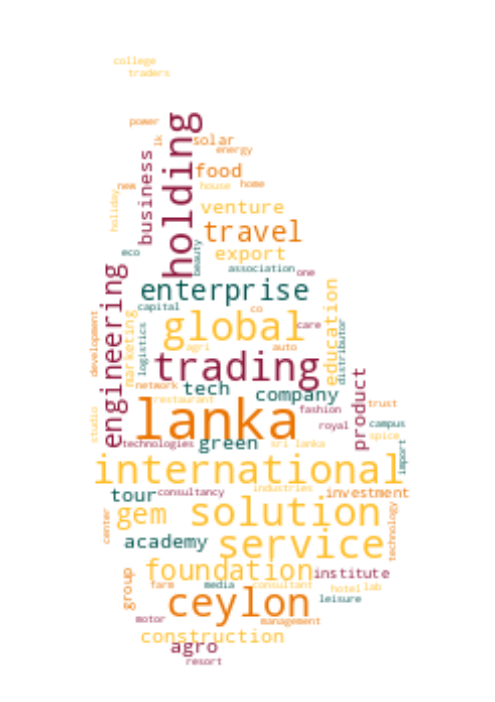 college
traders
power
holding
lk
solar
energy
business
food
new
house
home
holiday
venture
travel
eco
beauty
export
association
one
engineering
enterprise
education
capital
co
development
marketing
logistics
global
care
distributor
agri
auto
trading
network
tech
product
restaurant
company
lanka
fashion
trust
studio
royal
campus
technologies
green
sri lanka
spice
import
international
tour
consultancy
industries
investment
center
gem
solution
technology
academy
service
foundation
institute
group
farm
media
consultant
hotel
lab
ceylon
leisure
motor
management
construction
agro
resort